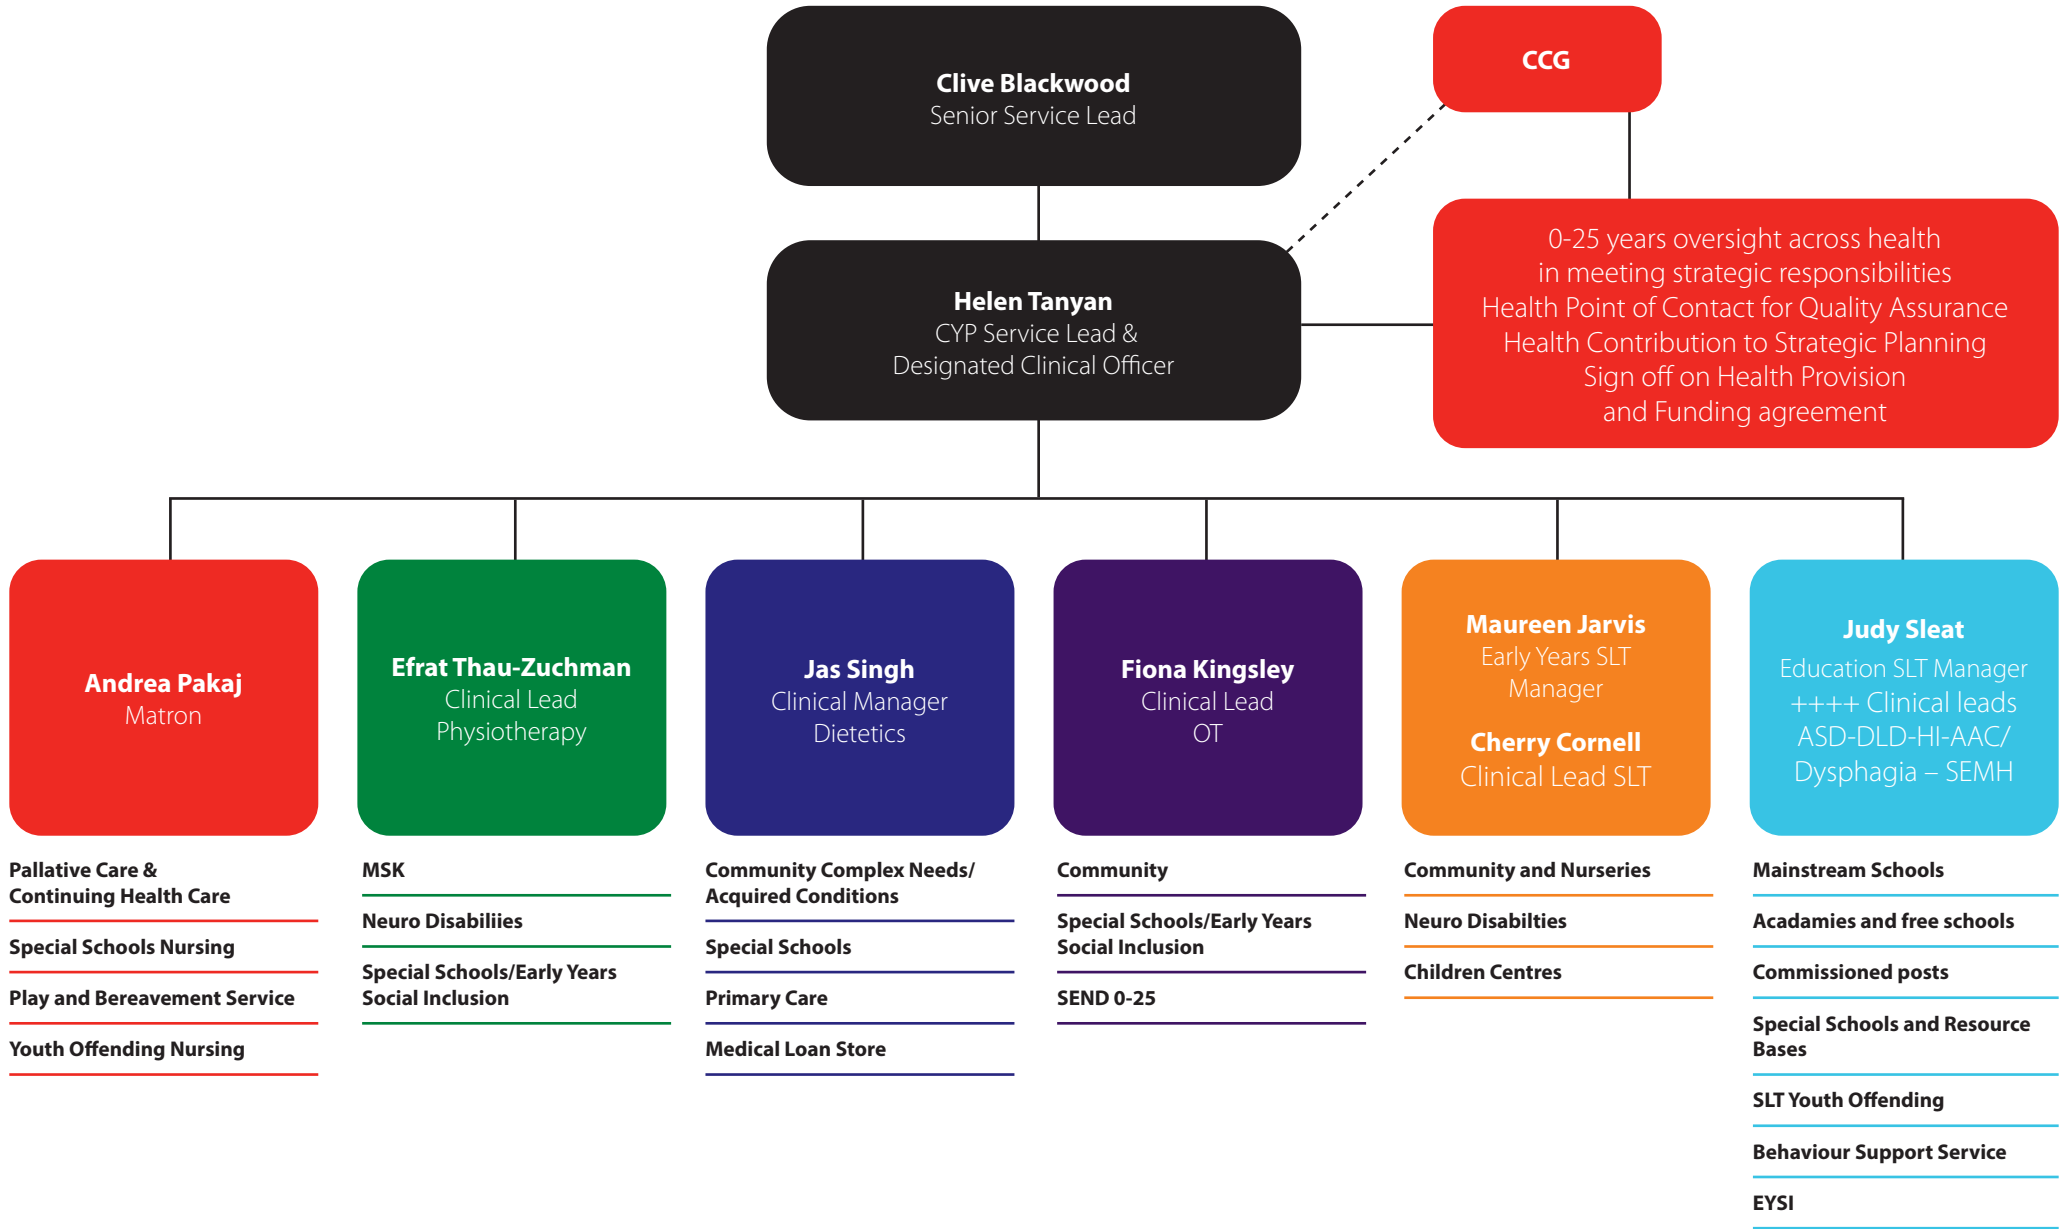 Clive Blackwood
Senior Service Lead
CCG
Helen Tanyan
CYP Service Lead &
Designated Clinical Officer
0-25 years oversight across health
in meeting strategic responsibilities
Health Point of Contact for Quality Assurance
Health Contribution to Strategic Planning
Sign off on Health Provision
and Funding agreement
Andrea Pakaj
Matron
Pallative Care &
Continuing Health Care
Special Schools Nursing
Play and Bereavement Service
Youth Offending Nursing
Efrat Thau-Zuchman
Clinical Lead
Physiotherapy
MSK
Neuro Disabiliies
Special Schools/Early Years
Social Inclusion
Jas Singh
Clinical Manager
Dietetics
Community Complex Needs/
Acquired Conditions
Special Schools
Primary Care
Medical Loan Store
Fiona Kingsley
Clinical Lead
OT
Community
Special Schools/Early Years
Social Inclusion
SEND 0-25
Maureen Jarvis
Early Years SLT
Manager
Cherry Cornell
Clinical Lead SLT
Community and Nurseries
Neuro Disabilties
Children Centres
Judy Sleat
Education SLT Manager
++++ Clinical leads
ASD-DLD-HI-AAC/
Dysphagia – SEMH
Mainstream Schools
Acadamies and free schools
Commissioned posts
Special Schools and Resource
Bases
SLT Youth Offending
Behaviour Support Service
EYSI